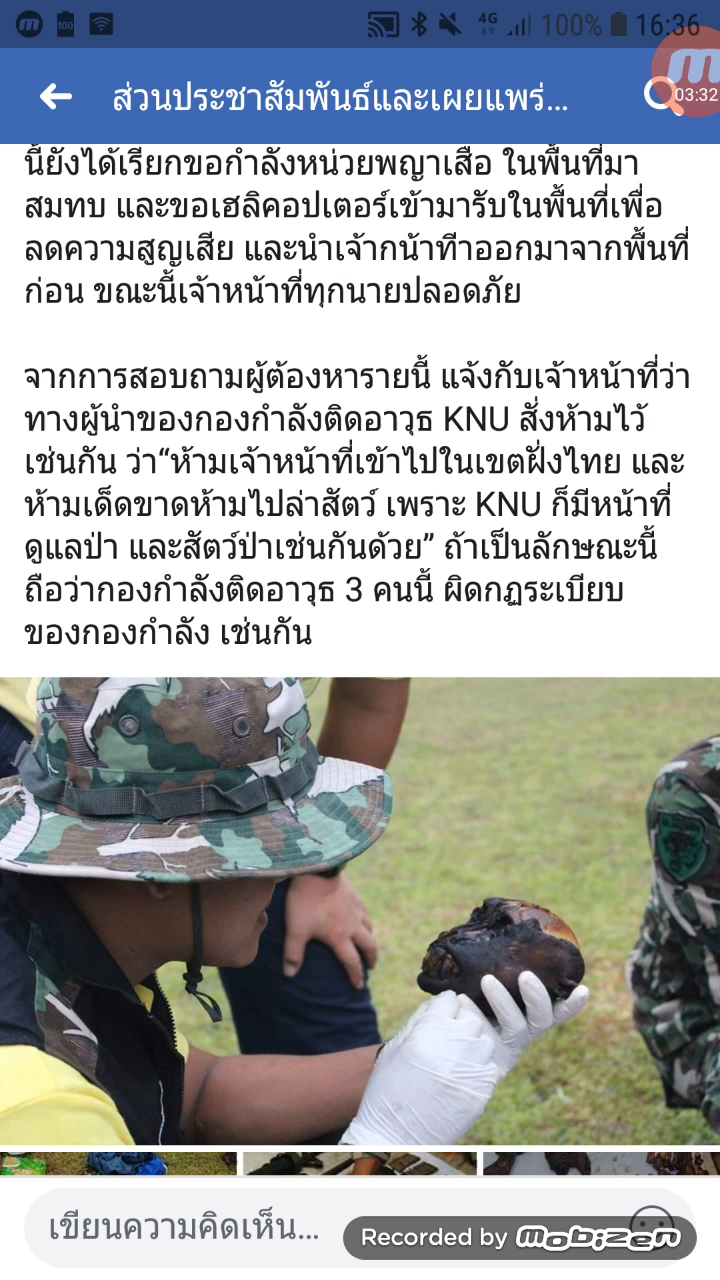 100 4G 100% 16:36
ส่วนประชาสัมพันธ์และเผยแพร่...
03:32
นี้ยังได้เรียกขอกำลังหน่วยพญาเสือ ในพื้นที่มา
สมทบ และขอเฮลิคอปเตอร์เข้ามารับในพื้นที่เพื่อ
ลดความสูญเสีย และนำเจ้ากน้าทีาออกมาจากพื้นที่
ก่อน ขณะนี้เจ้าหน้าที่ทุกนายปลอดภัย
จากการสอบถามผู้ต้องหารายนี้ แจ้งกับเจ้าหน้าที่ว่า
ทางผู้นำของกองกำลังติดอาวุธ KNU สั่งห้ามไว้
เช่นกัน ว่า“ห้ามเจ้าหน้าที่เข้าไปในเขตฝั่งไทย และ
ห้ามเด็ดขาดห้ามไปล่าสัตว์ เพราะ KNU ก็มีหน้าที่
ดูแลป่า และสัตว์ป่าเช่นกันด้วย” ถ้าเป็นลักษณะนี้
ถือว่ากองกำลังติดอาวุธ 3 คนนี้ ผิดกฏระเบียบ
ของกองกำลัง เช่นกัน
เขียนความคิดเห็น...
Recorded by mobizen